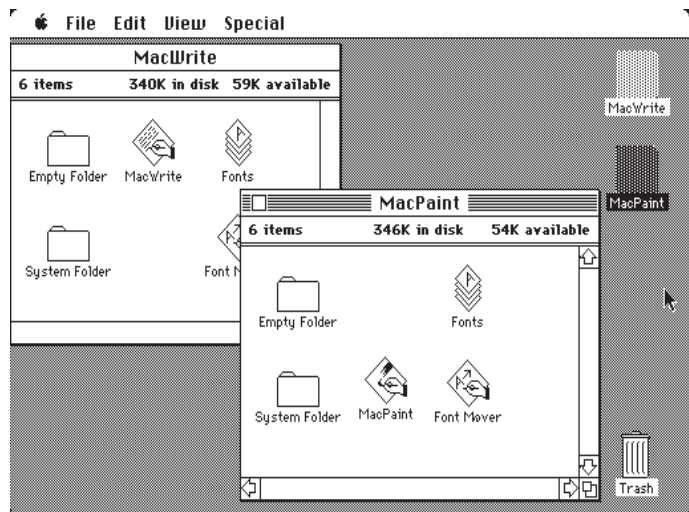 File Edit View Special
MacWrite
6 items 340K in disk 59K available
Empty Folder MacWrite Fonts
System Folder Font M
MacPaint
6 items 346K in disk 54K available
Empty Folder Fonts
System Folder MacPaint Font Mover
MacWrite
MacPaint
Trash